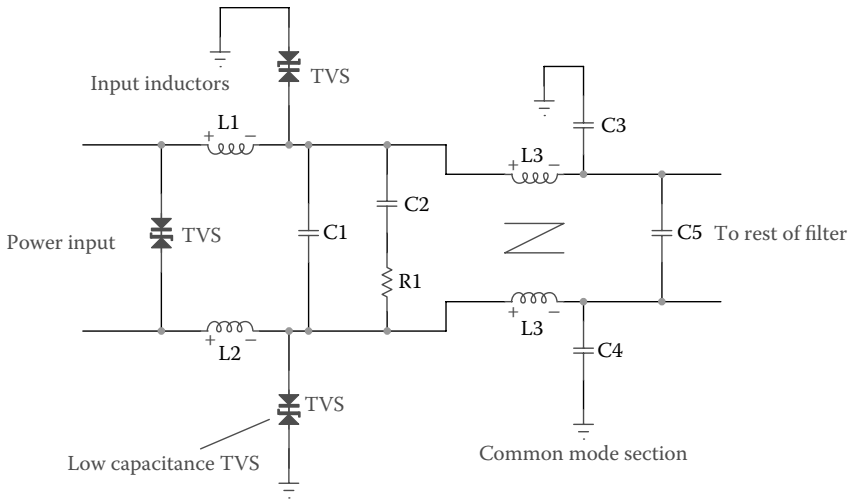 TVS
Input inductors
L1
+ −
C3
L3
+ −
C2
Power input
TVS
C1
C5
To rest of filter
R1
+ −
L2
+ −
L3
C4
TVS
Low capacitance TVS
Common mode section